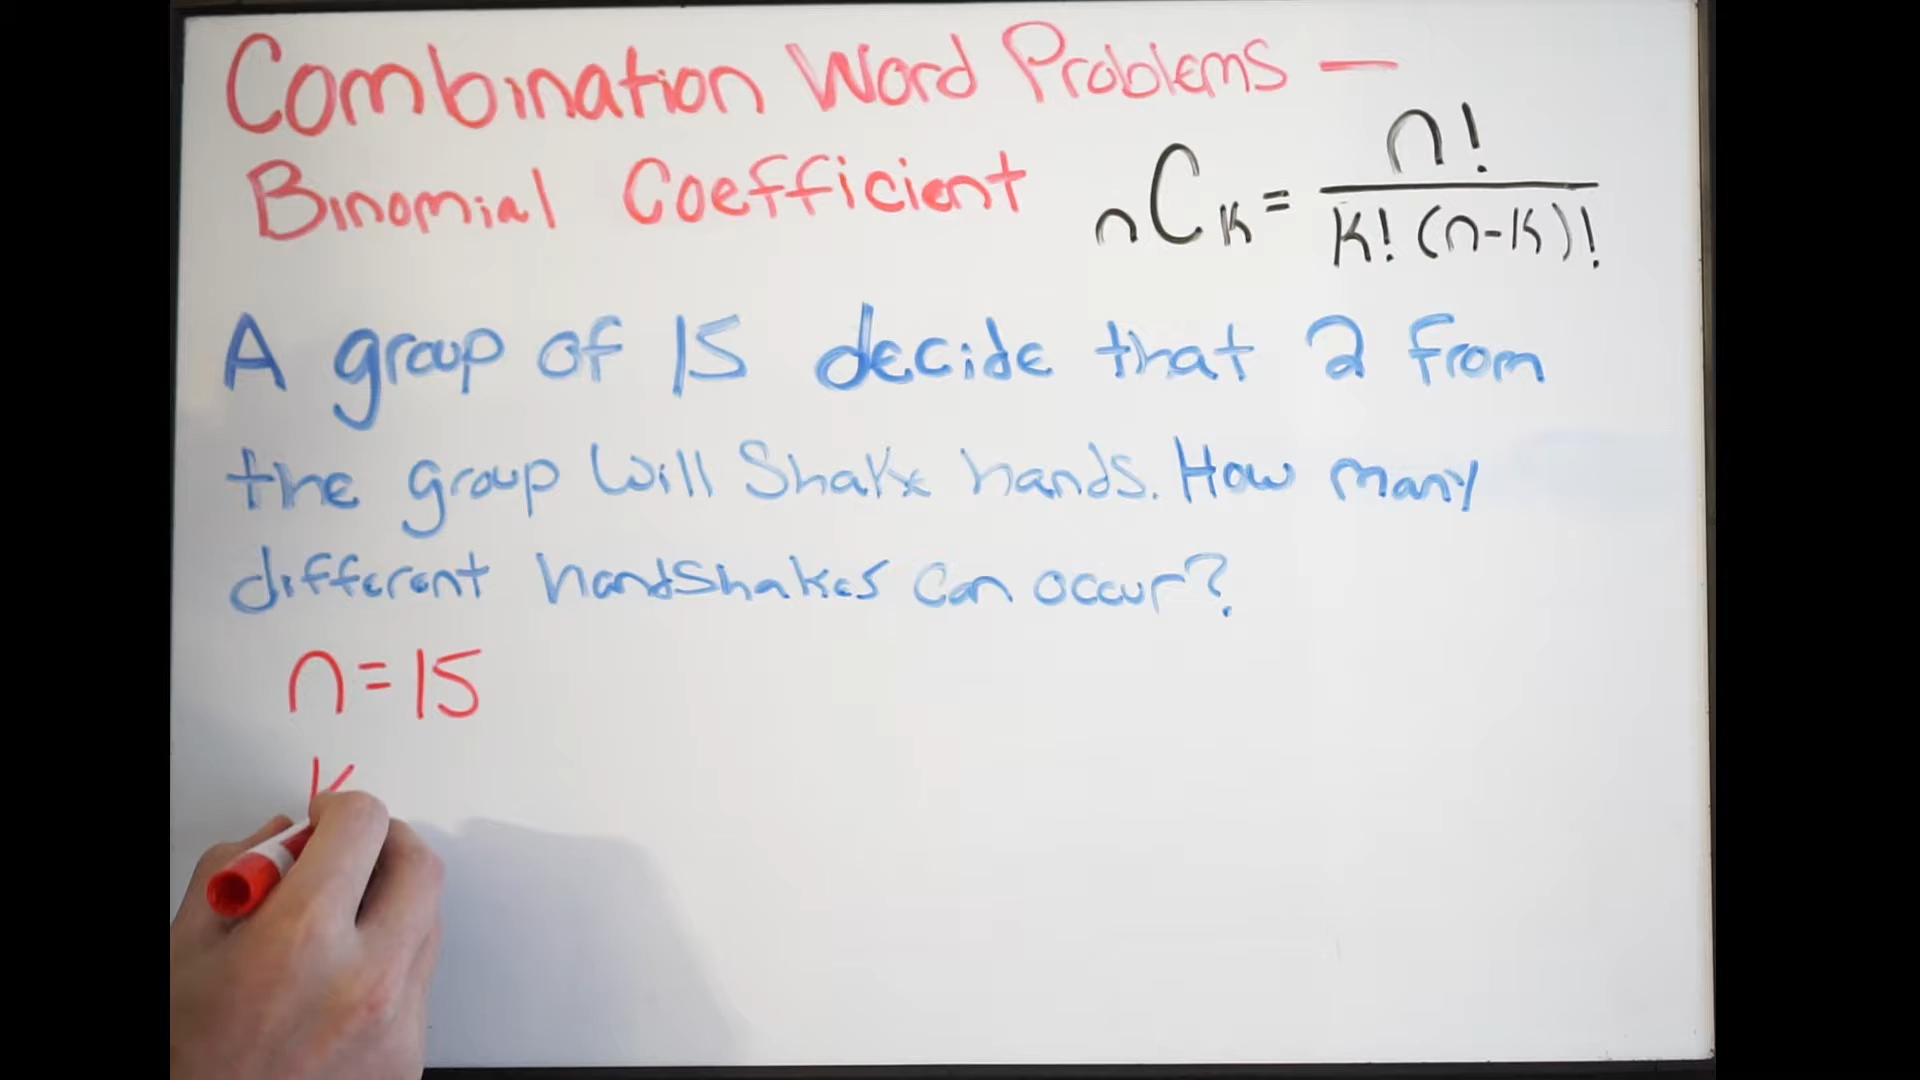 Combination Word Problems —
Binomial Coefficient nCk = n! / k!(n-k)!
A group of 15 decide that 2 from
the group will shake hands. How many
different handshakes can occur?
n=15
k